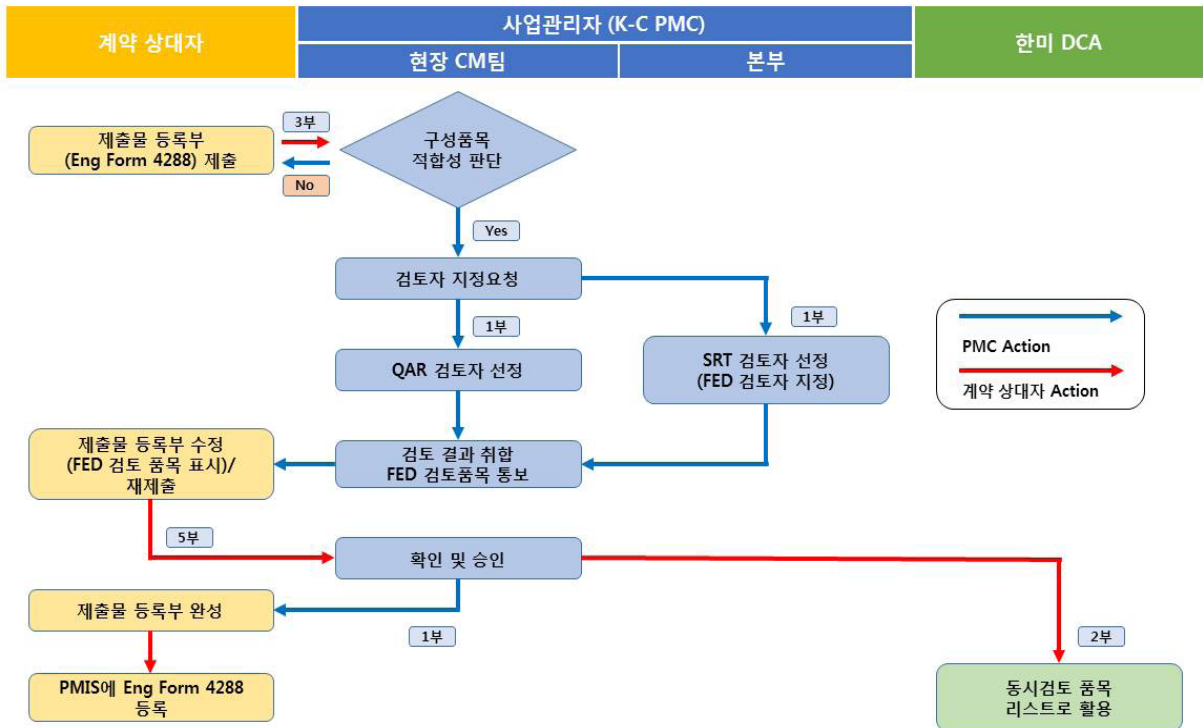 계약 상대자
사업관리자 (K-C PMC)
현장 CM팀
본부
한미 DCA
제출물 등록부
(Eng Form 4288) 제출
3부
No
구성품목
적합성 판단
Yes
검토자 지정요청
1부
1부
QAR 검토자 선정
SRT 검토자 선정
(FED 검토자 지정)
PMC Action
계약 상대자 Action
제출물 등록부 수정
(FED 검토 품목 표시)/
재제출
검토 결과 취합
FED 검토품목 통보
5부
확인 및 승인
제출물 등록부 완성
1부
2부
PMIS에 Eng Form 4288
등록
동시검토 품목
리스트로 활용